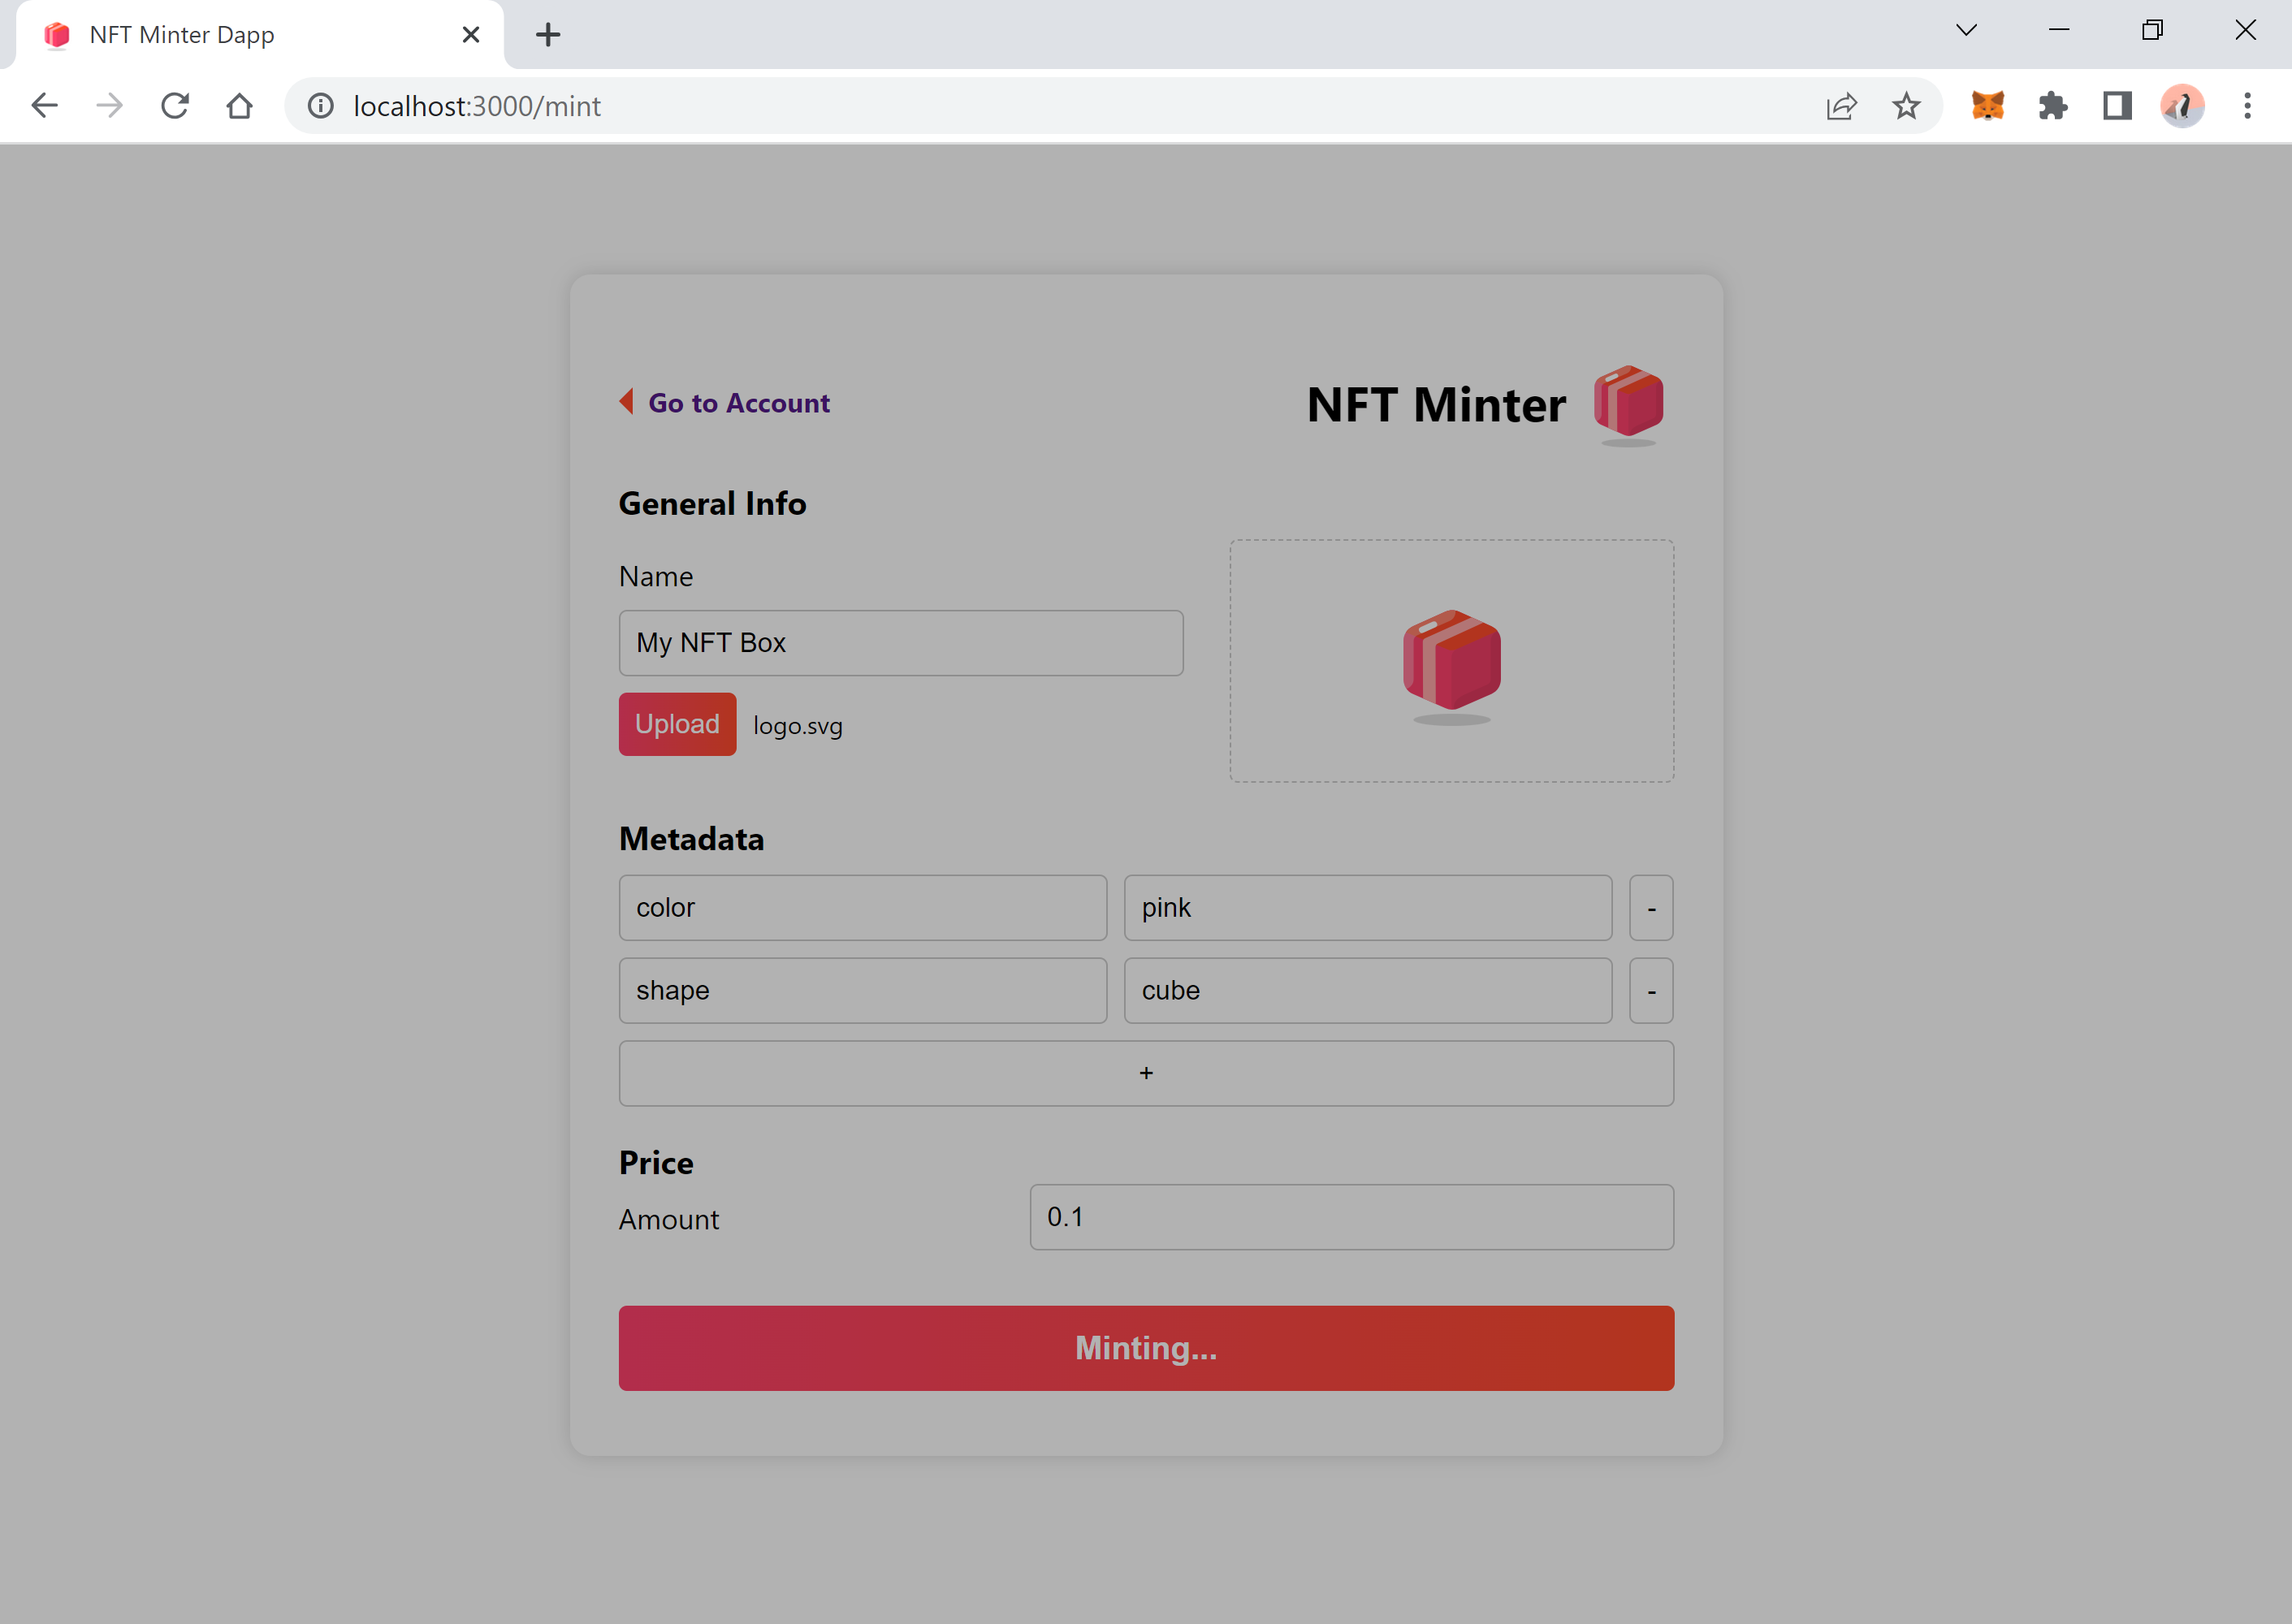 NFT Minter Dapp
localhost:3000/mint
Go to Account
NFT Minter
General Info
Name
My NFT Box
Upload logo.svg
Metadata
color pink -
shape cube -
+
Price
Amount 0.1
Minting...